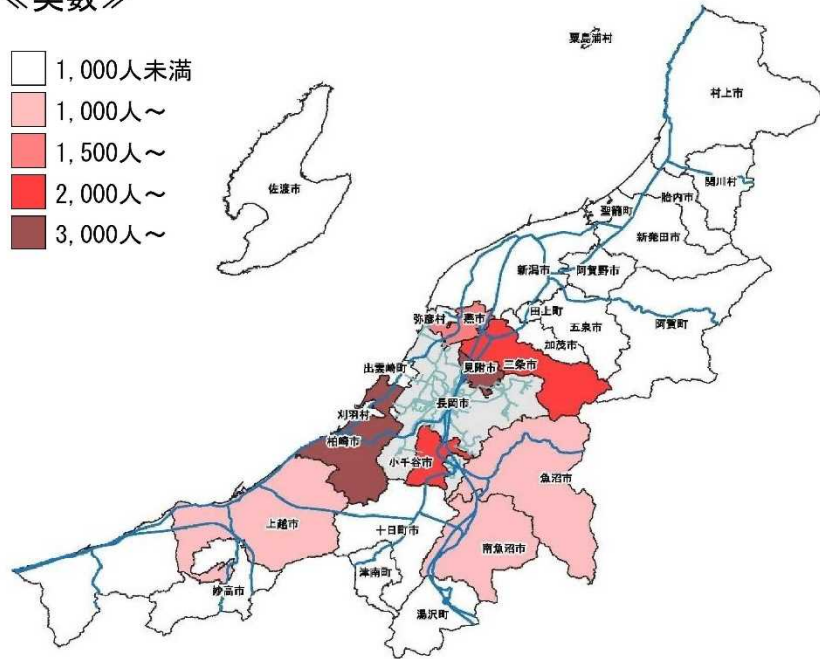 ≪実数≫
1,000人未満
1,000人～
1,500人～
2,000人～
3,000人～
粟島浦村
村上市
関川村
胎内市
聖籠町
新発田市
佐渡市
新潟市
阿賀野市
弥彦村
燕市
田上町
五泉市
阿賀町
加茂市
出雲崎町
見附市
三条市
長岡市
刈羽村
柏崎市
小千谷市
魚沼市
上越市
十日町市
南魚沼市
津南町
妙高市
湯沢町